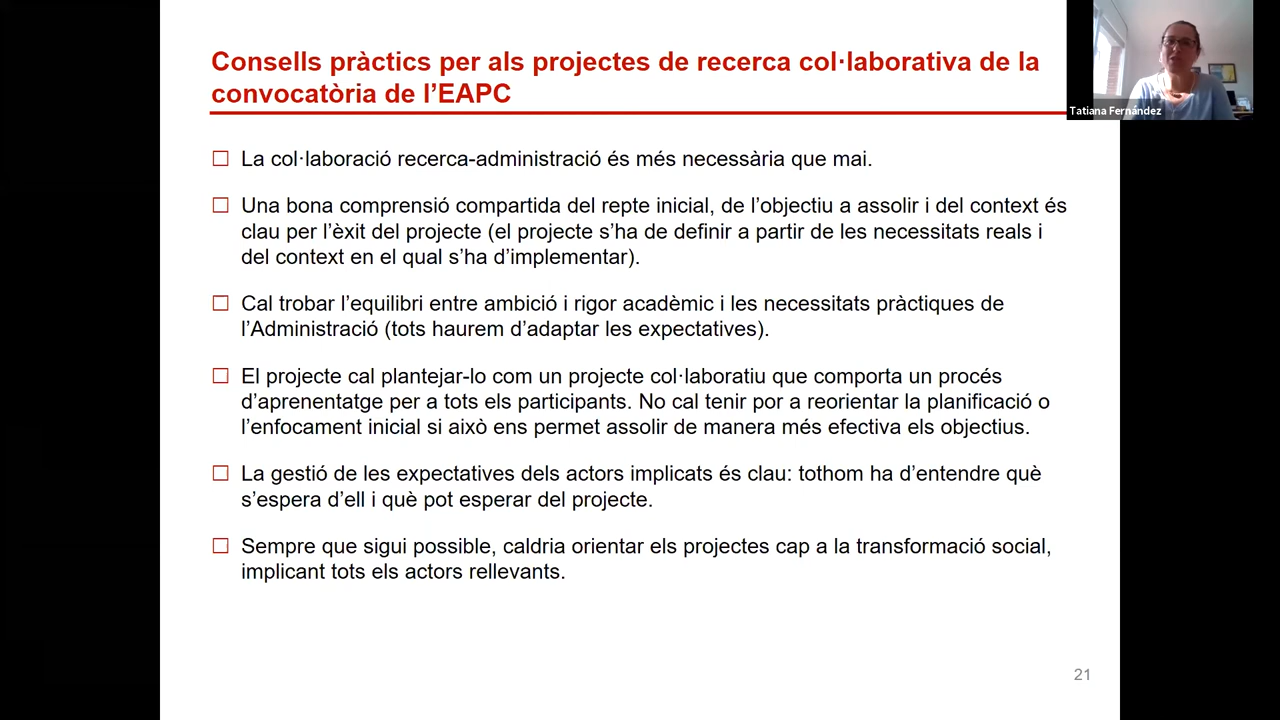 Consells pràctics per als projectes de recerca col·laborativa de la
convocatòria de l’EAPC
Tatiana Fernández
La col·laboració recerca-administració és més necessària que mai.
Una bona comprensió compartida del repte inicial, de l’objectiu a assolir i del context és
clau per l’èxit del projecte (el projecte s’ha de definir a partir de les necessitats reals i
del context en el qual s’ha d’implementar).
Cal trobar l’equilibri entre ambició i rigor acadèmic i les necessitats pràctiques de
l’Administració (tots haurem d’adaptar les expectatives).
El projecte cal plantejar-lo com un projecte col·laboratiu que comporta un procés
d’aprenentatge per a tots els participants. No cal tenir por a reorientar la planificació o
l’enfocament inicial si això ens permet assolir de manera més efectiva els objectius.
La gestió de les expectatives dels actors implicats és clau: tothom ha d’entendre què
s’espera d’ell i què pot esperar del projecte.
Sempre que sigui possible, caldria orientar els projectes cap a la transformació social,
implicant tots els actors rellevants.
21